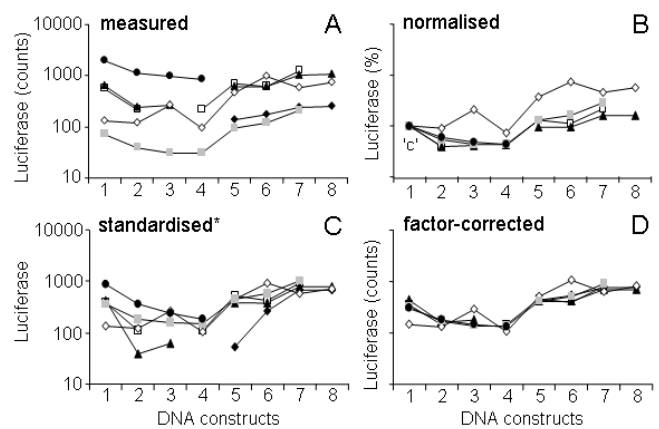 measured A
normalised B
Luciferase (counts)
10000
1000
100
10
1 2 3 4 5 6 7 8
Luciferase (%)
'c'
1 2 3 4 5 6 7 8
standardised* C
factor-corrected D
Luciferase
10000
1000
100
10
1 2 3 4 5 6 7 8
DNA constructs
Luciferase (counts)
1 2 3 4 5 6 7 8
DNA constructs